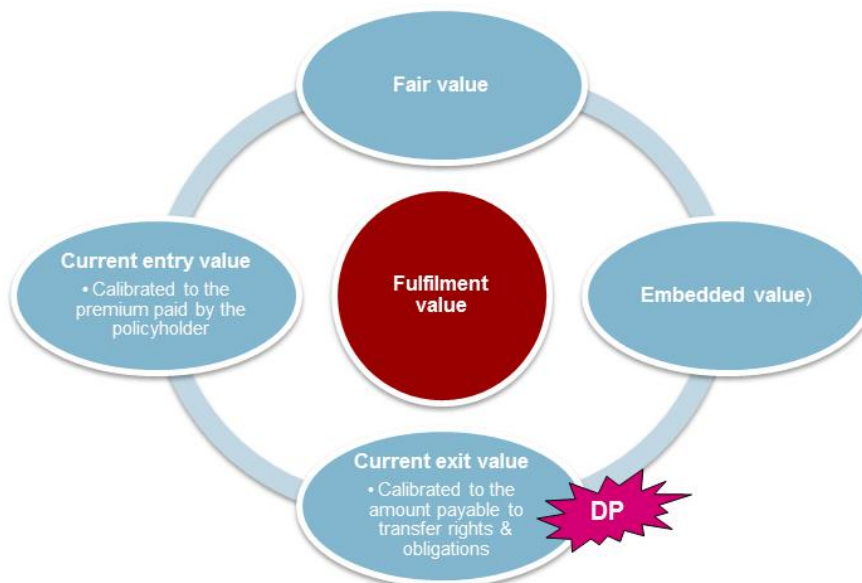 Fair value
Current entry value
• Calibrated to the
premium paid by the
policyholder
Fulfilment
value
Embedded value)
Current exit value
• Calibrated to the
amount payable to
transfer rights &
obligations
DP